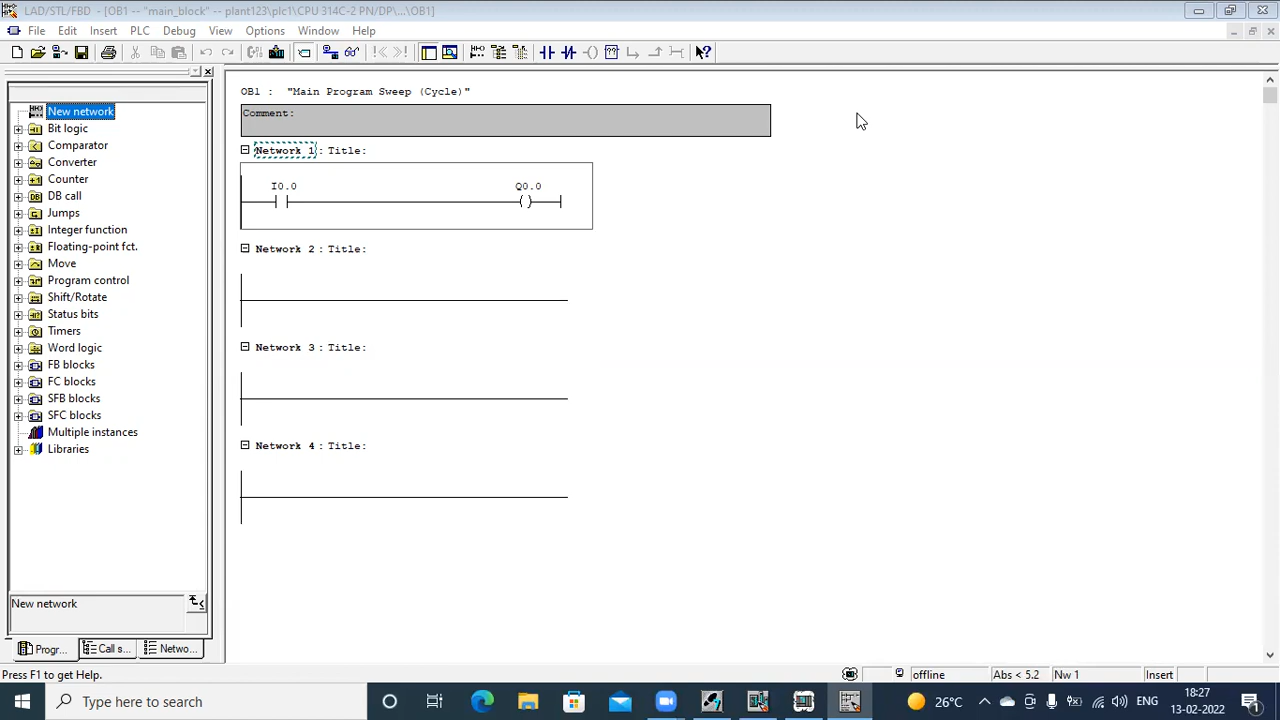 LAD/STL/FBD - [OB1 -- "main_block" -- plant123\plc1\CPU 314C-2 PN/DP\...\OB1]
File Edit Insert PLC Debug View Options Window Help
New network
Bit logic
Comparator
Converter
Counter
DB call
Jumps
Integer function
Floating-point fct.
Move
Program control
Shift/Rotate
Status bits
Timers
Word logic
FB blocks
FC blocks
SFB blocks
SFC blocks
Multiple instances
Libraries
New network
Progr... Call s... Netwo...
OB1 : "Main Program Sweep (Cycle)"
Comment:
Network 1 : Title:
I0.0 Q0.0
Network 2 : Title:
Network 3 : Title:
Network 4 : Title:
Press F1 to get Help. offline Abs < 5.2 Nw 1 Insert
Type here to search 26°C ENG 18:27
13-02-2022 1